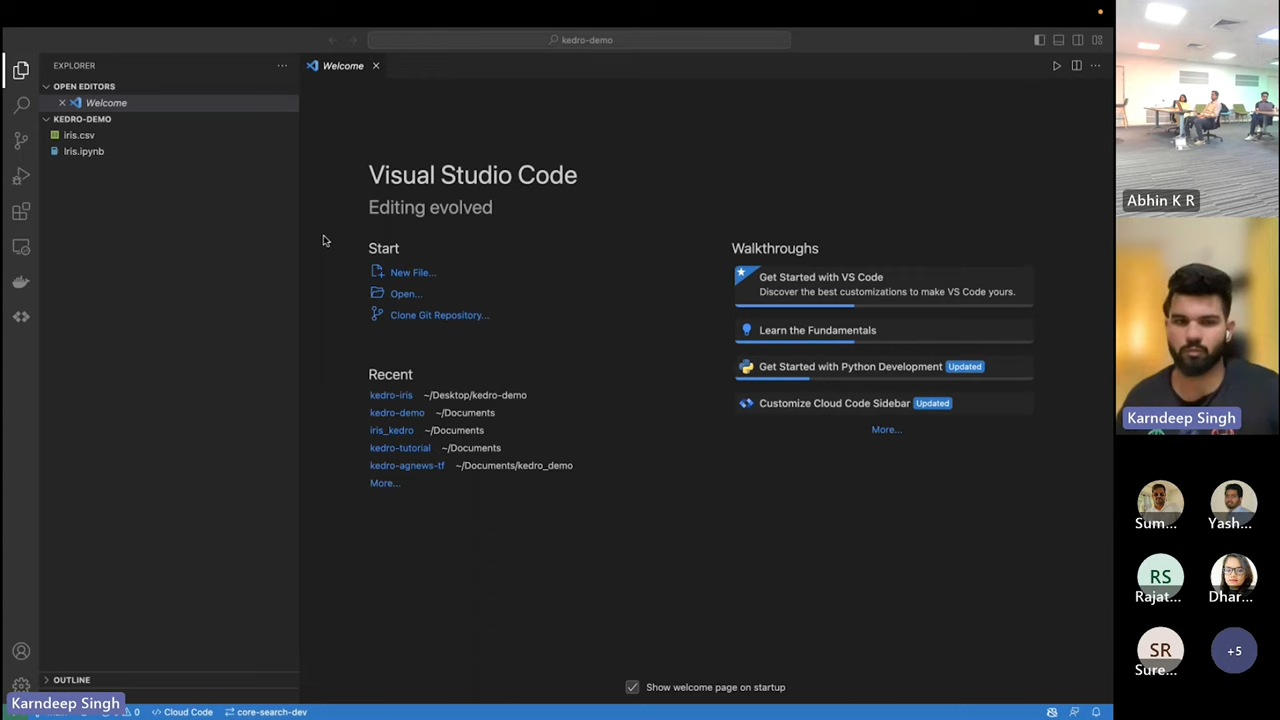 kedro-demo
EXPLORER
OPEN EDITORS
Welcome
KEDRO-DEMO
iris.csv
Iris.ipynb
OUTLINE
Welcome
Visual Studio Code
Editing evolved
Start
New File...
Open...
Clone Git Repository...
Recent
kedro-iris ~/Desktop/kedro-demo
kedro-demo ~/Documents
iris_kedro ~/Documents
kedro-tutorial ~/Documents
kedro-agnews-tf ~/Documents/kedro_demo
More...
Walkthroughs
Get Started with VS Code
Discover the best customizations to make VS Code yours.
Learn the Fundamentals
Get Started with Python Development Updated
Customize Cloud Code Sidebar Updated
More...
Show welcome page on startup
Karndeep Singh
0 Cloud Code core-search-dev
Abhin K R
Karndeep Singh
Sum... Yash...
RS
Rajat... Dhar...
SR +5
Sure...